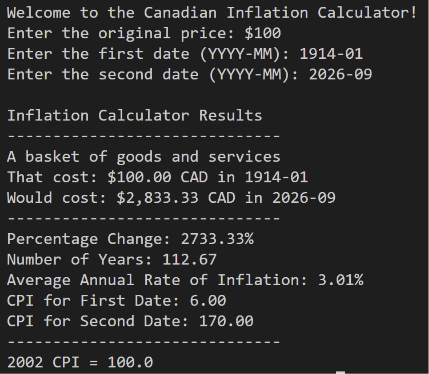 Welcome to the Canadian Inflation Calculator!
Enter the original price: $100
Enter the first date (YYYY-MM): 1914-01
Enter the second date (YYYY-MM): 2026-09
Inflation Calculator Results
------------------------------
A basket of goods and services
That cost: $100.00 CAD in 1914-01
Would cost: $2,833.33 CAD in 2026-09
------------------------------
Percentage Change: 2733.33%
Number of Years: 112.67
Average Annual Rate of Inflation: 3.01%
CPI for First Date: 6.00
CPI for Second Date: 170.00
------------------------------
2002 CPI = 100.0